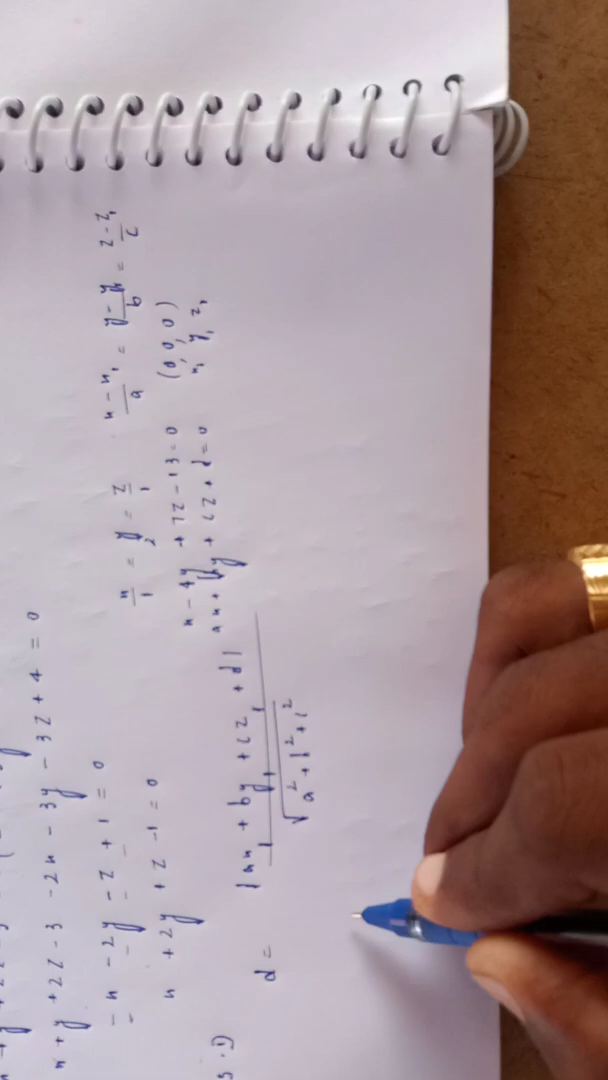 x + y + 2z - 3 - 2x - 3y - 3z + 4 = 0
- x - 2y - z + 1 = 0
x + 2y + z - 1 = 0
x/1 = y/2 = z/1
(x - x₁)/a = (y - y₁)/b = (z - z₁)/c
x - 4y + 7z - 13 = 0
(0, 0, 0)
ax + by + cz + d = 0
x₁ y₁ z₁
d = |ax₁ + by₁ + cz₁ + d| / √(a² + b² + c²)